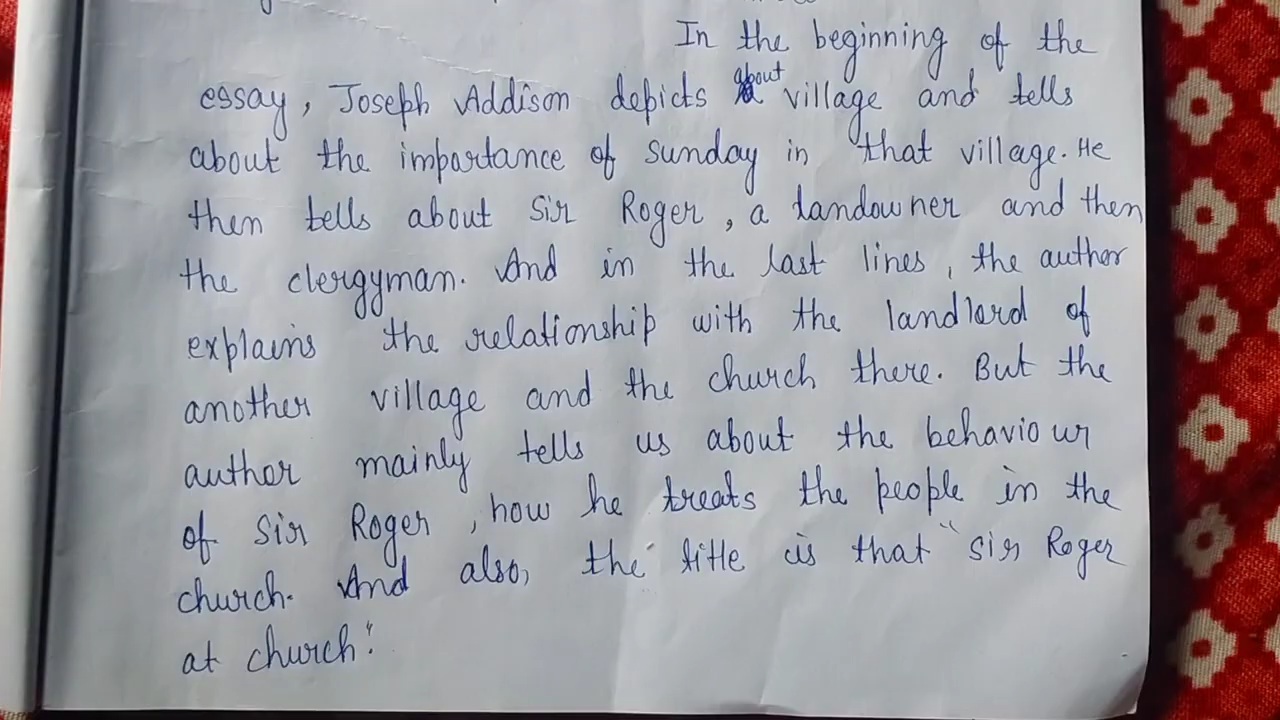 In the beginning of the
essay, Joseph Addison depicts about village and tells
about the importance of sunday in that village. He
then tells about Sir Roger, a landowner and then
the clergyman. And in the last lines, the author
explains the relationship with the landlord of
another village and the church there. But the
author mainly tells us about the behaviour
of Sir Roger, how he treats the people in the
church. And also, the title is that "Sir Roger
at church".